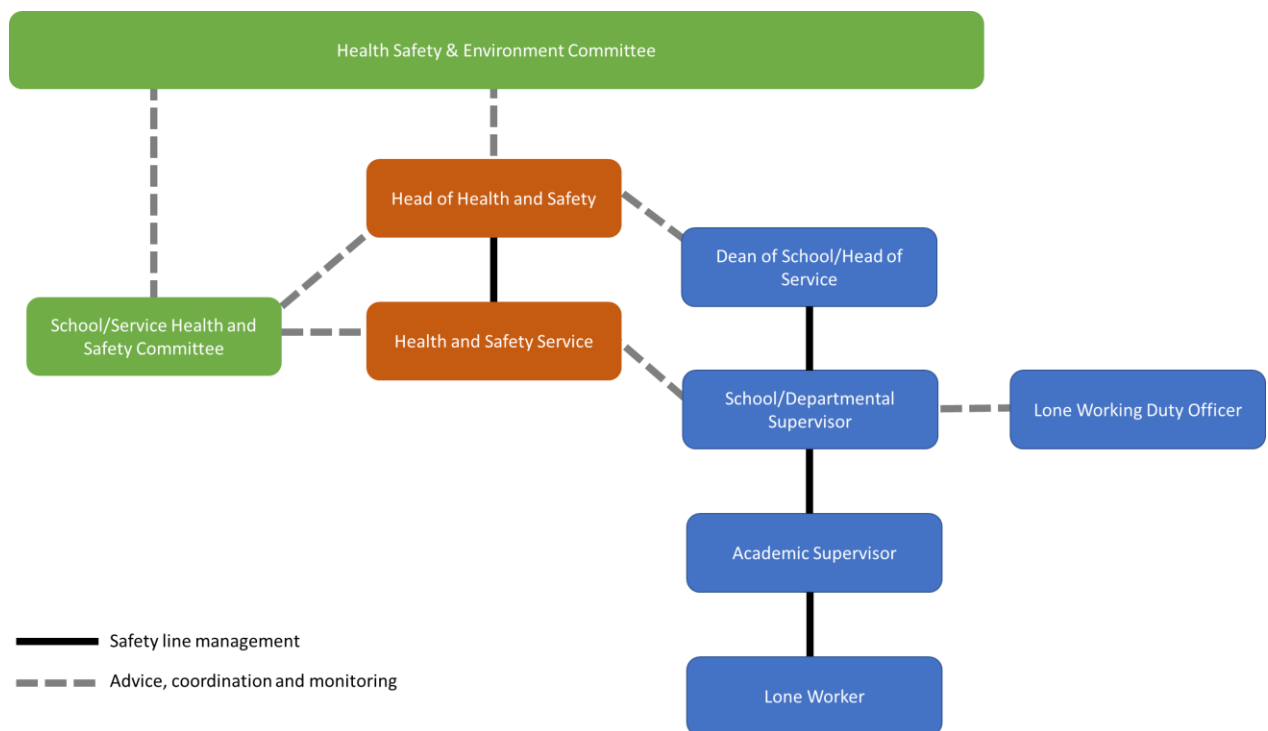 Health Safety & Environment Committee
Head of Health and Safety
Dean of School/Head of
Service
School/Service Health and
Safety Committee
Health and Safety Service
School/Departmental
Supervisor
Lone Working Duty Officer
Academic Supervisor
Safety line management
Advice, coordination and monitoring
Lone Worker